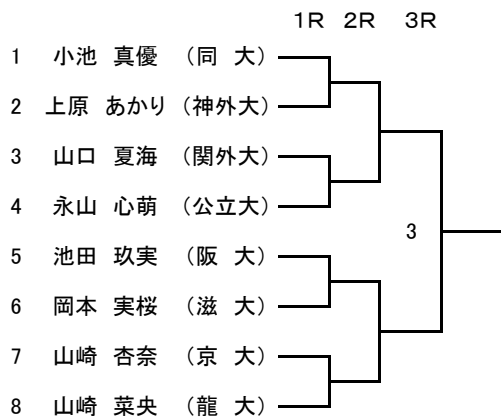 1R 2R 3R
1 小池 真優 （同 大）
2 上原 あかり （神外大）
3 山口 夏海 （関外大）
4 永山 心萌 （公立大）
3
5 池田 玖実 （阪 大）
6 岡本 実桜 （滋 大）
7 山崎 杏奈 （京 大）
8 山崎 菜央 （龍 大）